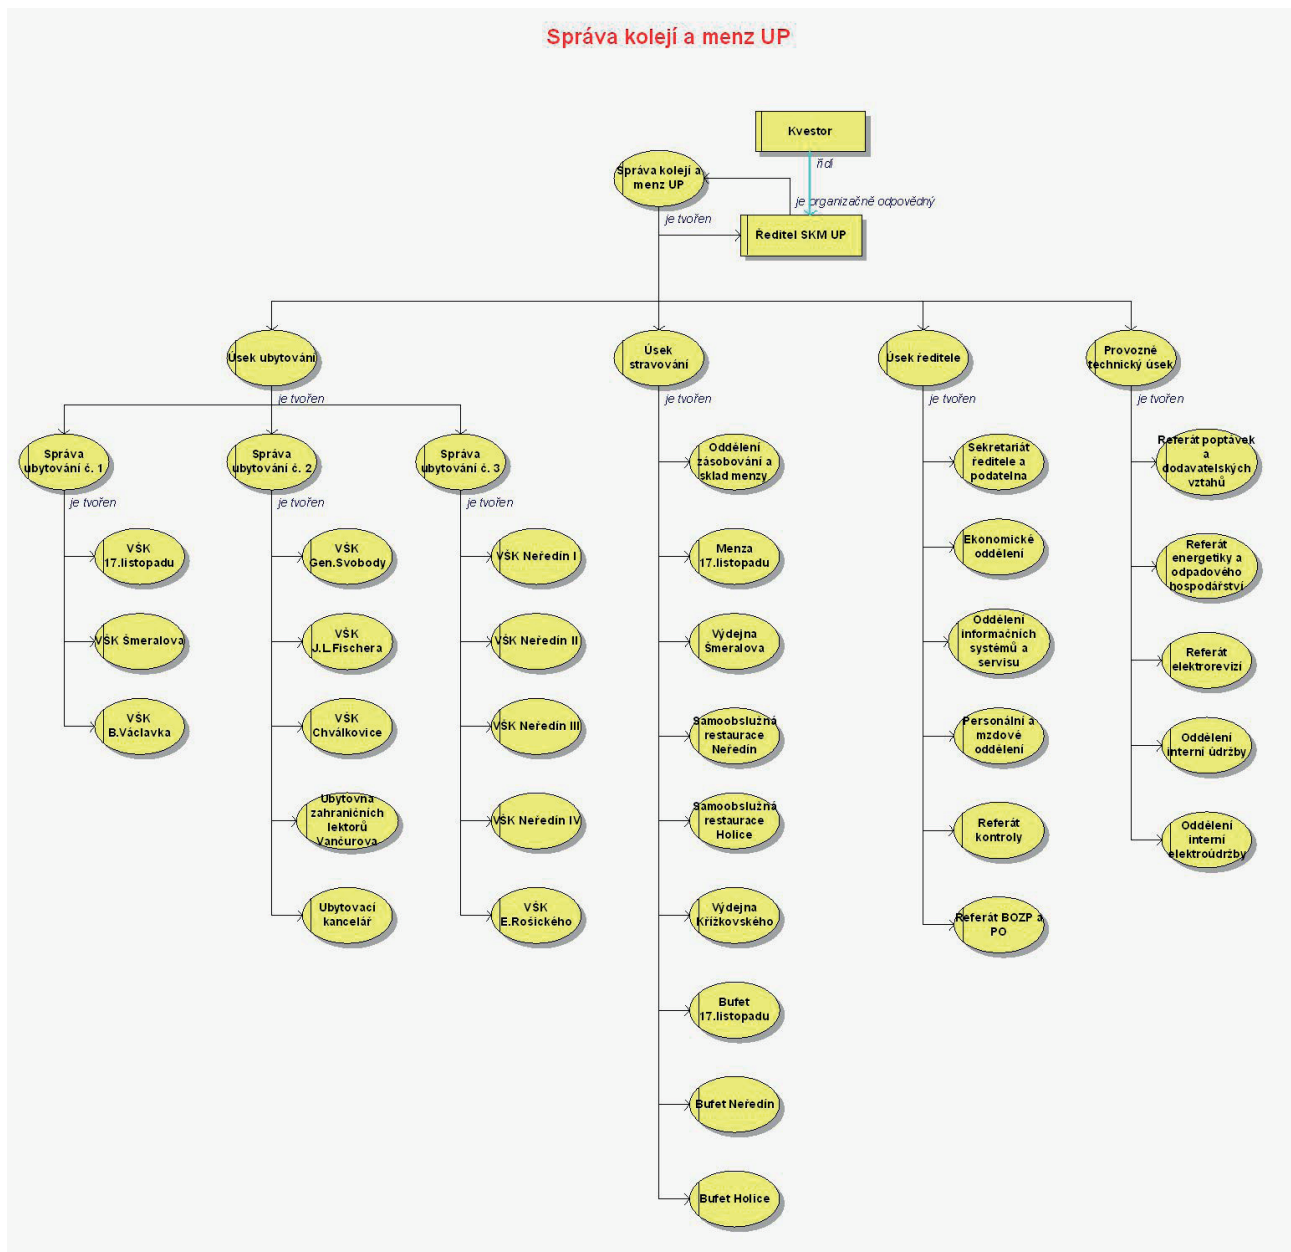 Správa kolejí a menz UP
Kvestor
řídí
Správa kolejí a
menz UP
je organizačně odpovědný
je tvořen
Ředitel SKM UP
Úsek ubytování
je tvořen
Úsek
stravování
je tvořen
Úsek ředitele
je tvořen
Provozně
technický úsek
je tvořen
Správa
ubytování č. 1
je tvořen
Správa
ubytování č. 2
je tvořen
Správa
ubytování č. 3
je tvořen
VŠK
17.listopadu
VŠK Šmeralova
VŠK
B.Václavka
VŠK
Gen.Svobody
VŠK
J.L.Fischera
VŠK
Chválkovice
Ubytovna
zahraničních
lektorů
Vančurova
Ubytovací
kancelář
VŠK Neředín I
VŠK Neředín II
VŠK Neředín III
VŠK Neředín IV
VŠK
E.Rošického
Oddělení
zásobování a
sklad menzy
Menza
17.listopadu
Výdejna
Šmeralova
Samoobslužná
restaurace
Neředín
Samoobslužná
restaurace
Holice
Výdejna
Křížkovského
Bufet
17.listopadu
Bufet Neředín
Bufet Holice
Sekretariát
ředitele a
podatelna
Ekonomické
oddělení
Oddělení
informačních
systémů a
servisu
Personální a
mzdové
oddělení
Referát
kontroly
Referát BOZP a
PO
Referát poptávek
a
dodavatelských
vztahů
Referát
energetiky a
odpadového
hospodářství
Referát
elektrorevizí
Oddělení
interní údržby
Oddělení
interní
elektroúdržby